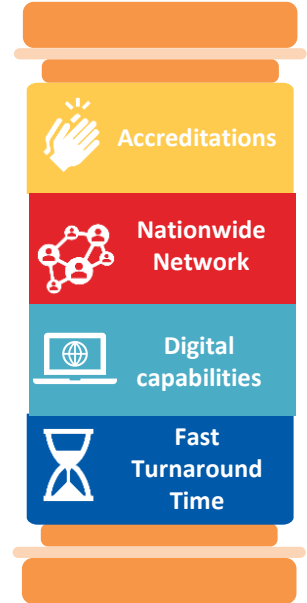 Accreditations
Nationwide
Network
Digital
capabilities
Fast
Turnaround
Time